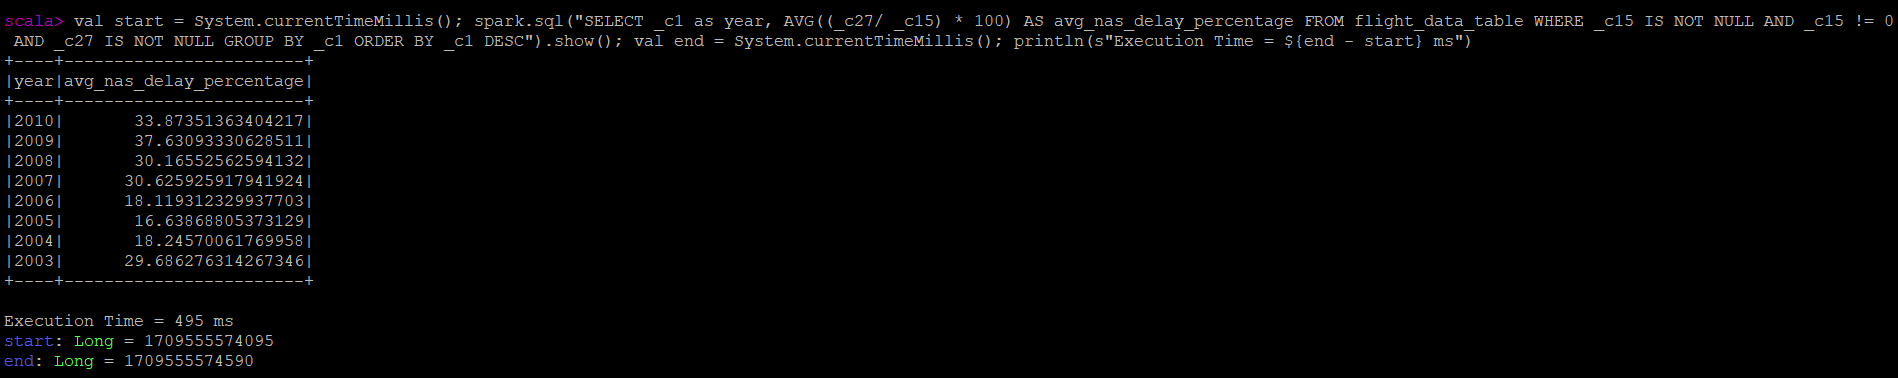 scala> val start = System.currentTimeMillis(); spark.sql("SELECT _c1 as year, AVG((_c27/ _c15) * 100) AS avg_nas_delay_percentage FROM flight_data_table WHERE _c15 IS NOT NULL AND _c15 != 0
 AND _c27 IS NOT NULL GROUP BY _c1 ORDER BY _c1 DESC").show(); val end = System.currentTimeMillis(); println(s"Execution Time = ${end - start} ms")
+----+------------------------+
|year|avg_nas_delay_percentage|
+----+------------------------+
|2010|       33.87351363404217|
|2009|       37.63093330628511|
|2008|       30.16552562594132|
|2007|      30.625925917941924|
|2006|      18.119312329937703|
|2005|       16.63868805373129|
|2004|       18.24570061769958|
|2003|      29.686276314267346|
+----+------------------------+
Execution Time = 495 ms
start: Long = 1709555574095
end: Long = 1709555574590